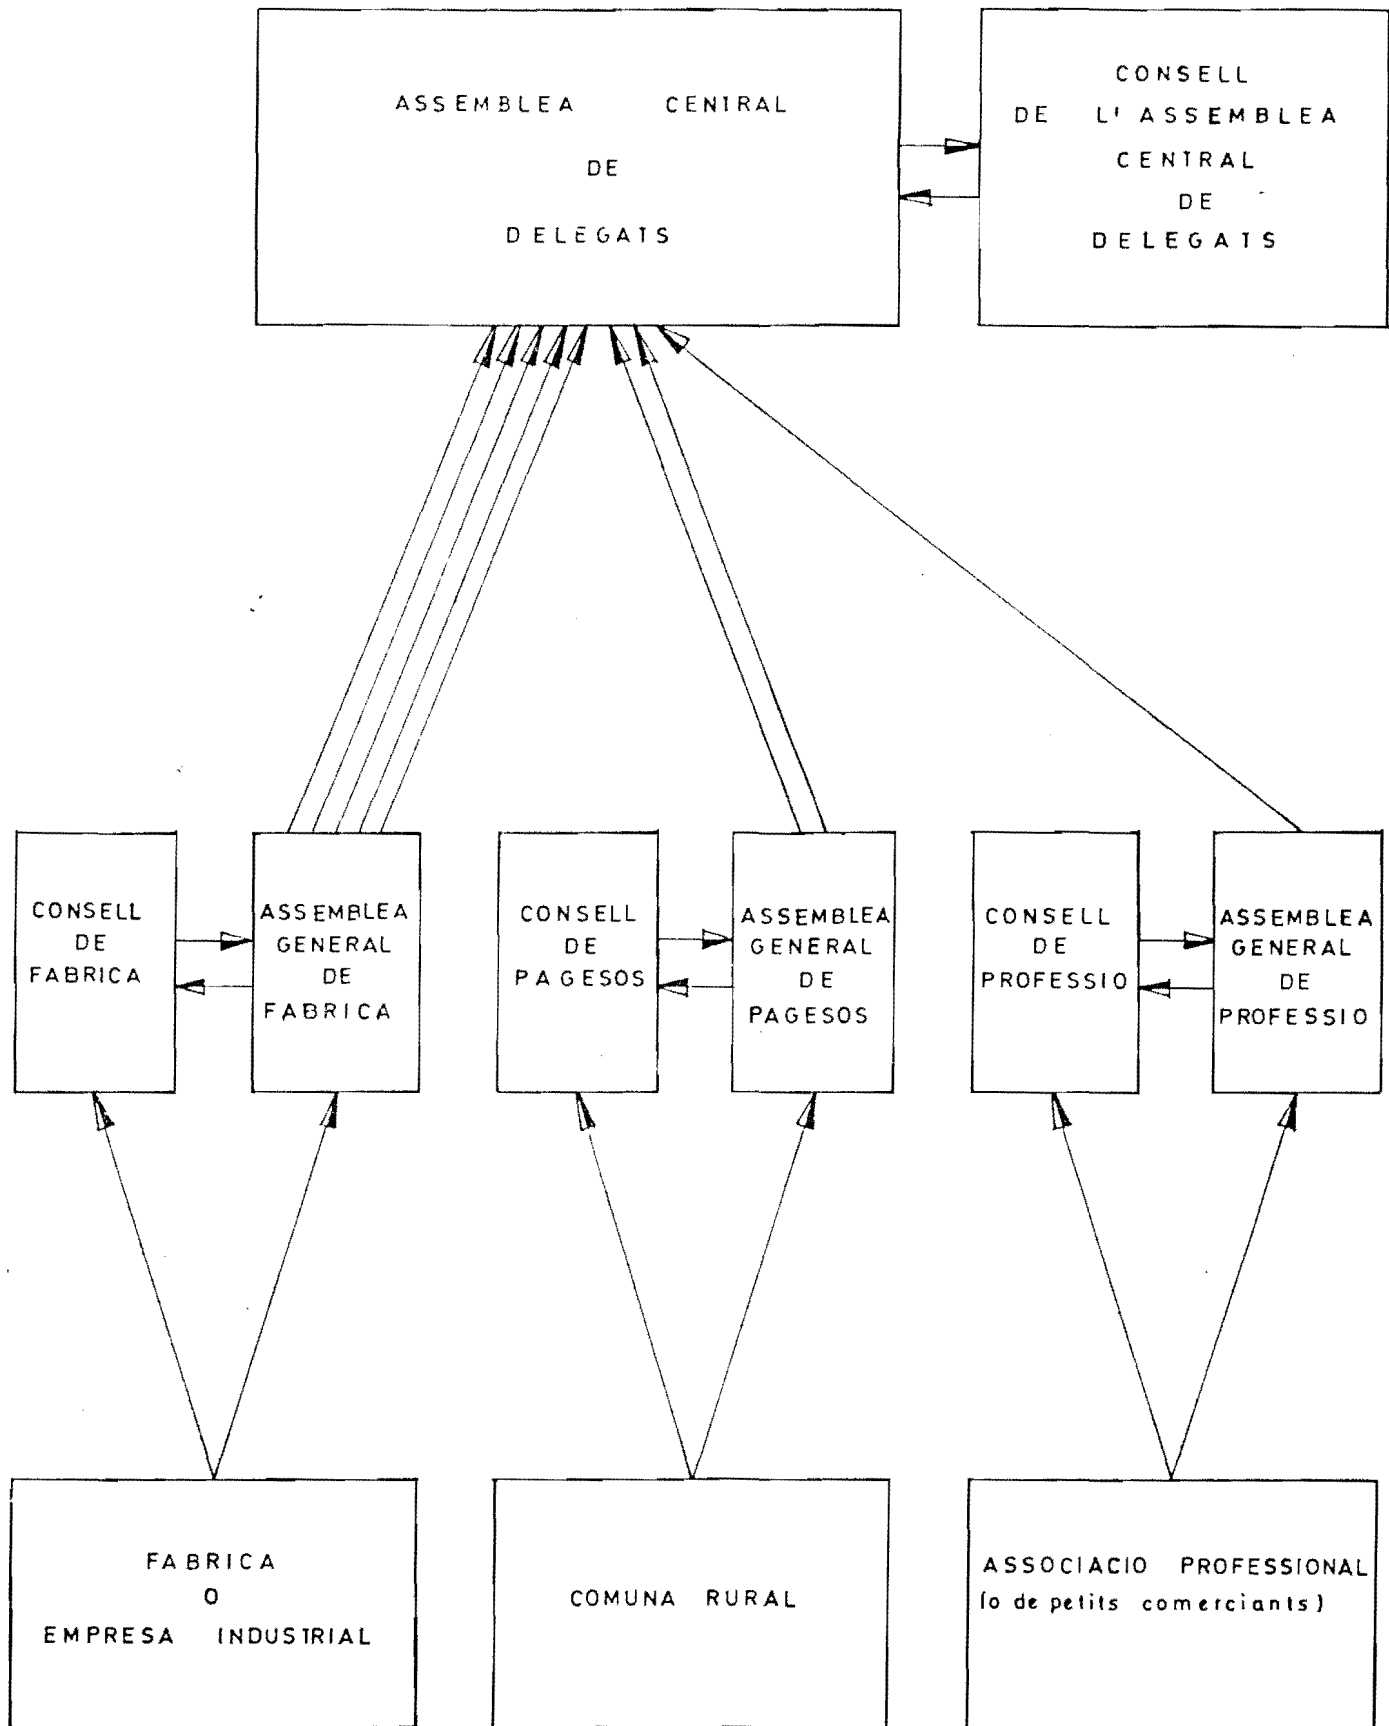 ASSEMBLEA CENTRAL
DE
DELEGATS
CONSELL
DE L'ASSEMBLEA
CENTRAL
DE
DELEGATS
CONSELL
DE
FABRICA
ASSEMBLEA
GENERAL
DE
FABRICA
CONSELL
DE
PAGESOS
ASSEMBLEA
GENERAL
DE
PAGESOS
CONSELL
DE
PROFESSIO
ASSEMBLEA
GENERAL
DE
PROFESSIO
FABRICA
O
EMPRESA INDUSTRIAL
COMUNA RURAL
ASSOCIACIO PROFESSIONAL
(o de petits comerciants)